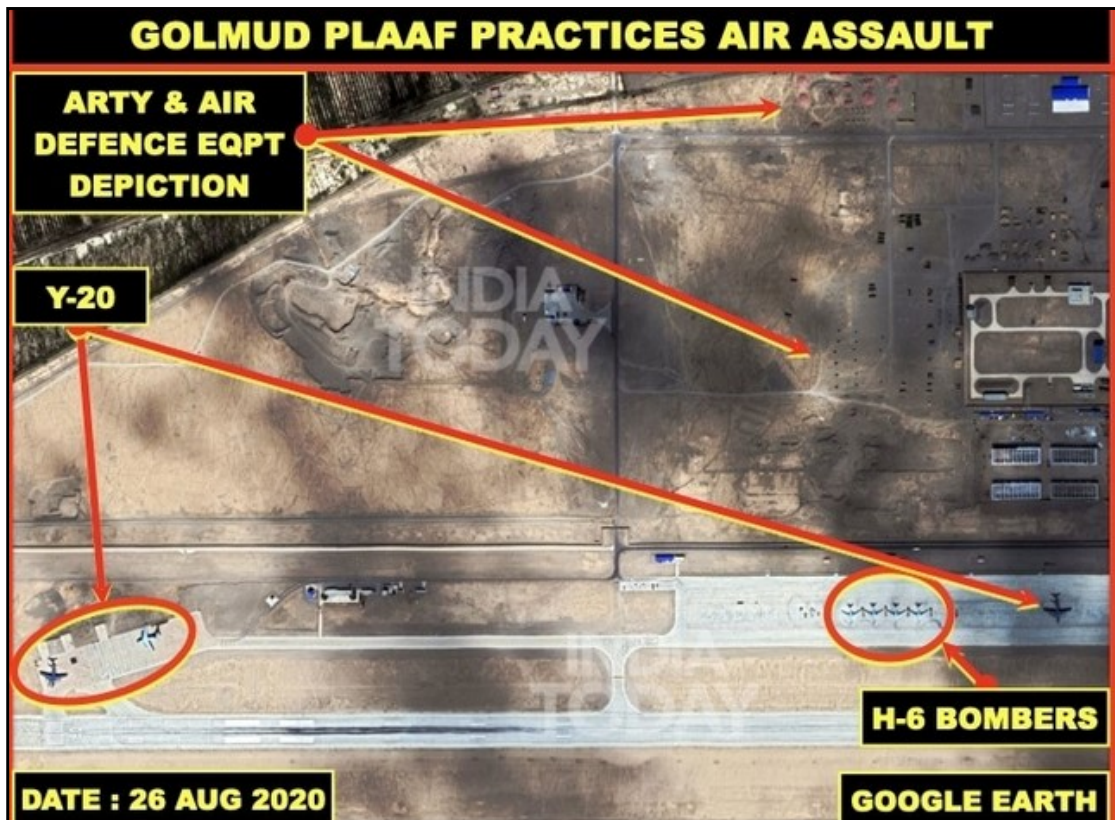 GOLMUD PLAAF PRACTICES AIR ASSAULT
ARTY & AIR
DEFENCE EQPT
DEPICTION
Y-20
INDIA
TODAY
INDIA
TODAY
H-6 BOMBERS
DATE : 26 AUG 2020
GOOGLE EARTH